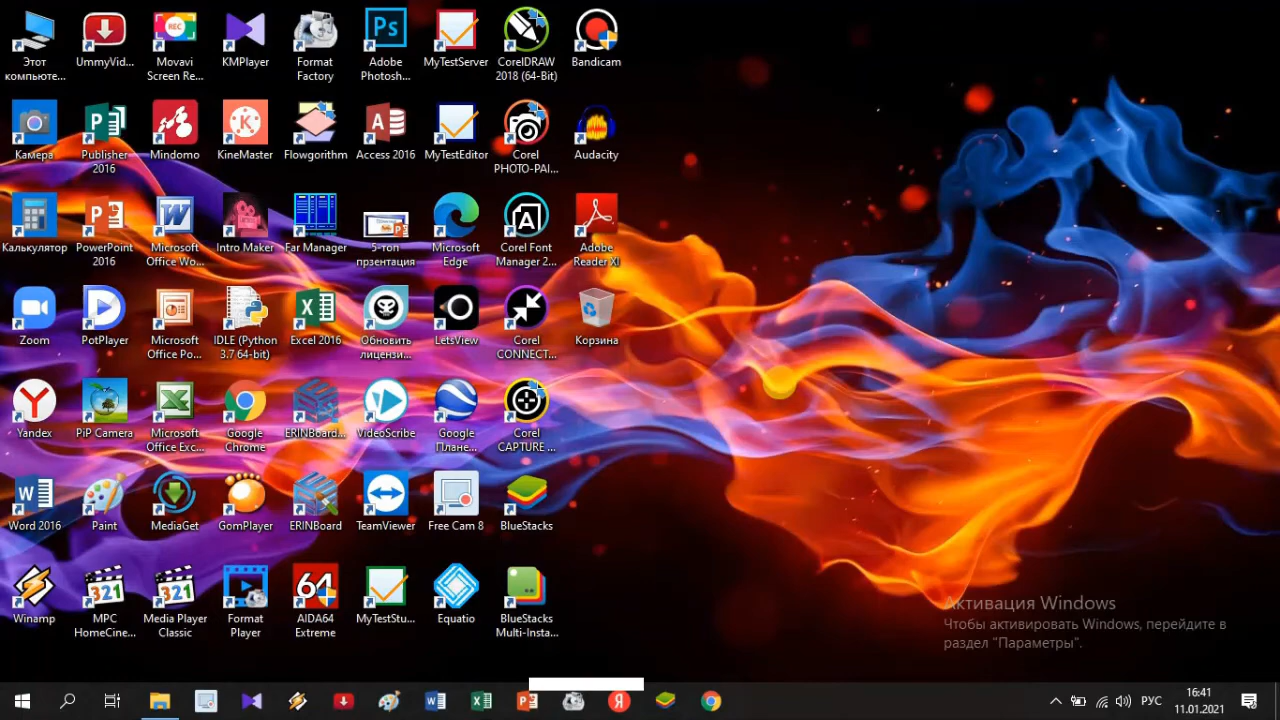 Этот компьюте...
UmmyVid...
Movavi Screen Re...
KMPlayer
Format Factory
Adobe Photosh...
MyTestServer
CorelDRAW 2018 (64-Bit)
Bandicam
Камера
Publisher 2016
Mindomo
KineMaster
Flowgorithm
Access 2016
MyTestEditor
Corel PHOTO-PAI...
Audacity
Калькулятор
PowerPoint 2016
Microsoft Office Wo...
Intro Maker
Far Manager
5-топ прзентация
Microsoft Edge
Corel Font Manager 2...
Adobe Reader XI
Zoom
PotPlayer
Microsoft Office Po...
IDLE (Python 3.7 64-bit)
Excel 2016
Обновить лицензи...
LetsView
Corel CONNECT...
Корзина
Yandex
PiP Camera
Microsoft Office Exc...
Google Chrome
ERINBoard...
VideoScribe
Google Плане...
Corel CAPTURE ...
Word 2016
Paint
MediaGet
GomPlayer
ERINBoard
TeamViewer
Free Cam 8
BlueStacks
Winamp
MPC HomeCine...
Media Player Classic
Format Player
AIDA64 Extreme
MyTestStu...
Equatio
BlueStacks Multi-Insta...
Активация Windows
Чтобы активировать Windows, перейдите в
раздел "Параметры".
РУС
16:41
11.01.2021